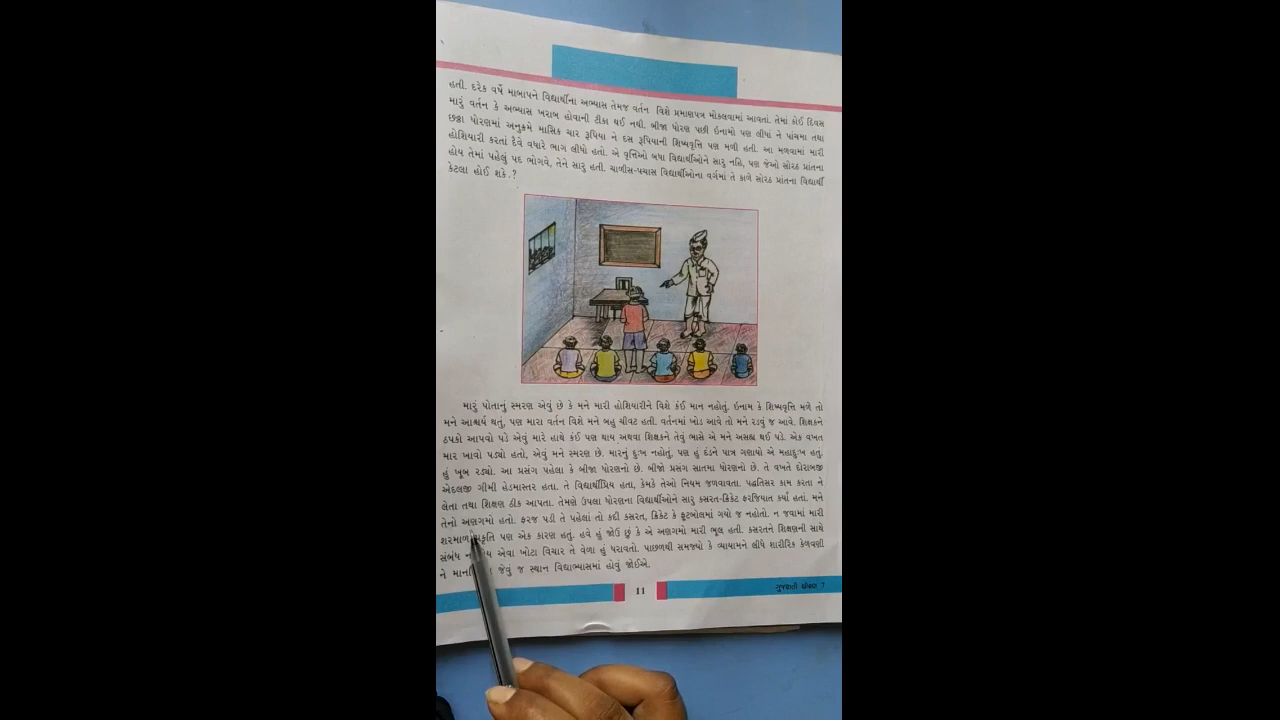 હતી. દરેક વર્ષે માબાપને વિદ્યાર્થીના અભ્યાસ તેમજ વર્તન વિશે પ્રમાણપત્ર મોકલવામાં આવતાં. તેમાં કોઈ દિવસ
મારું વર્તન કે અભ્યાસ ખરાબ હોવાની ટીકા થઈ નથી. બીજા ધોરણ પછી ઇનામો પણ લીધાં ને પાંચમા તથા
છઠ્ઠા ધોરણમાં અનુક્રમે માસિક ચાર રૂપિયા ને દસ રૂપિયાની શિષ્યવૃત્તિ પણ મળી હતી. આ મળવામાં મારી
હોશિયારી કરતાં દૈવે વધારે ભાગ લીધો હતો. એ વૃત્તિઓ બધા વિદ્યાર્થીઓને સારુ નહિ, પણ જેઓ સોરઠ પ્રાંતના
હોય તેમાં પહેલું પદ ભોગવે, તેને સારુ હતી. ચાળીસ-પચાસ વિદ્યાર્થીઓના વર્ગમાં તે કાળે સોરઠ પ્રાંતના વિદ્યાર્થી
કેટલા હોઈ શકે.?
મારું પોતાનું સ્મરણ એવું છે કે મને મારી હોશિયારીને વિશે કંઈ માન નહોતું. ઇનામ કે શિષ્યવૃત્તિ મળે તો
મને આશ્ચર્ય થતું, પણ મારા વર્તન વિશે મને બહુ ચીવટ હતી. વર્તનમાં ખોડ આવે તો મને રડવું જ આવે. શિક્ષકને
ઠપકો આપવો પડે એવું મારે હાથે કંઈ પણ થાય અથવા શિક્ષકને તેવું ભાસે એ મને અસહ્ય થઈ પડે. એક વખત
માર ખાવો પડ્યો હતો, એવું મને સ્મરણ છે. મારનું દુઃખ નહોતું, પણ હું દંડને પાત્ર ગણાયો એ મહાદુઃખ હતુ.
હું ખૂબ રડ્યો. આ પ્રસંગ પહેલા કે બીજા ધોરણનો છે. બીજો પ્રસંગ સાતમા ધોરણનો છે. તે વખતે દોરાબજી
એદલજી ગીમી હેડમાસ્તર હતા. તે વિદ્યાર્થીપ્રિય હતા, કેમકે તેઓ નિયમ જળવાવતા. પદ્ધતિસર કામ કરતા ને
લેતા તથા શિક્ષણ ઠીક આપતા. તેમણે ઉપલા ધોરણના વિદ્યાર્થીઓને સારુ કસરત-ક્રિકેટ ફરજિયાત કર્યાં હતાં. મને
તેનો અણગમો હતો. ફરજ પડી તે પહેલાં તો કદી કસરત, ક્રિકેટ કે ફૂટબોલમાં ગયો જ નહોતો. ન જવામાં મારી
શરમાળ પણ એક કારણ હતુ. હવે હું જોઉં છું કે એ અણગમો મારી ભૂલ હતી. કસરતને શિક્ષણની સાથે
સંબંધ એવા ખોટા વિચાર તે વેળા હું ધરાવતો. પાછળથી સમજ્યો કે વ્યાયામને લીધે શારીરિક કેળવણી
ને જેવું જ સ્થાન વિદ્યાભ્યાસમાં હોવું જોઈએ.
11
ગુજરાતી ધોરણ 7